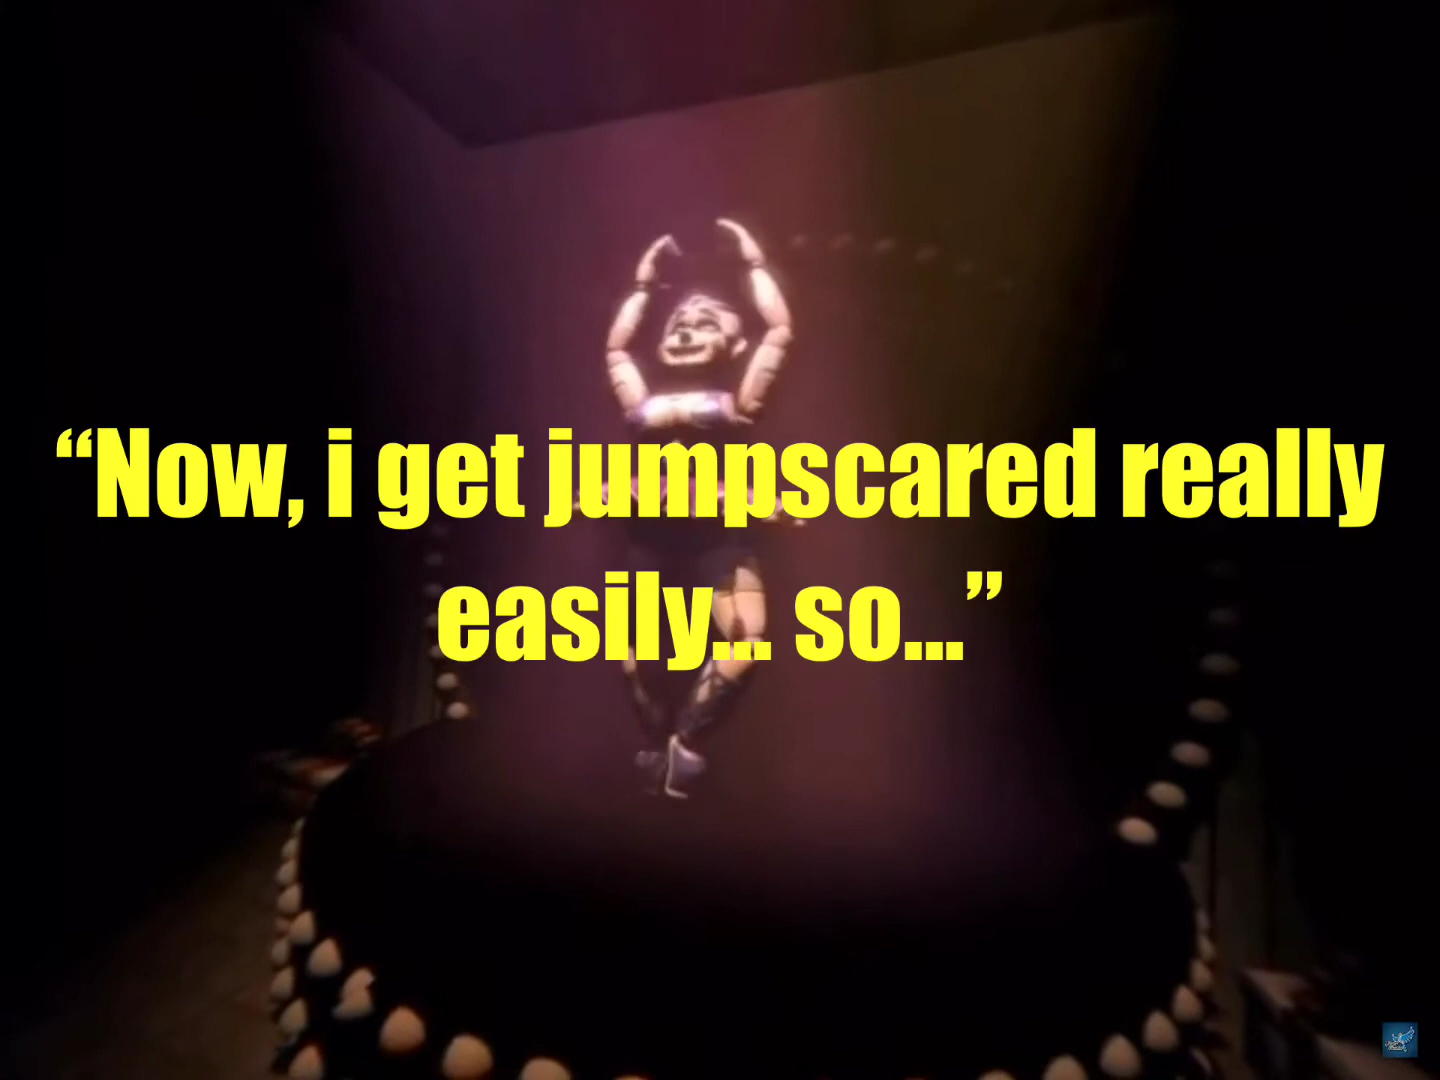 “Now, i get jumpscared really
easily... so...”